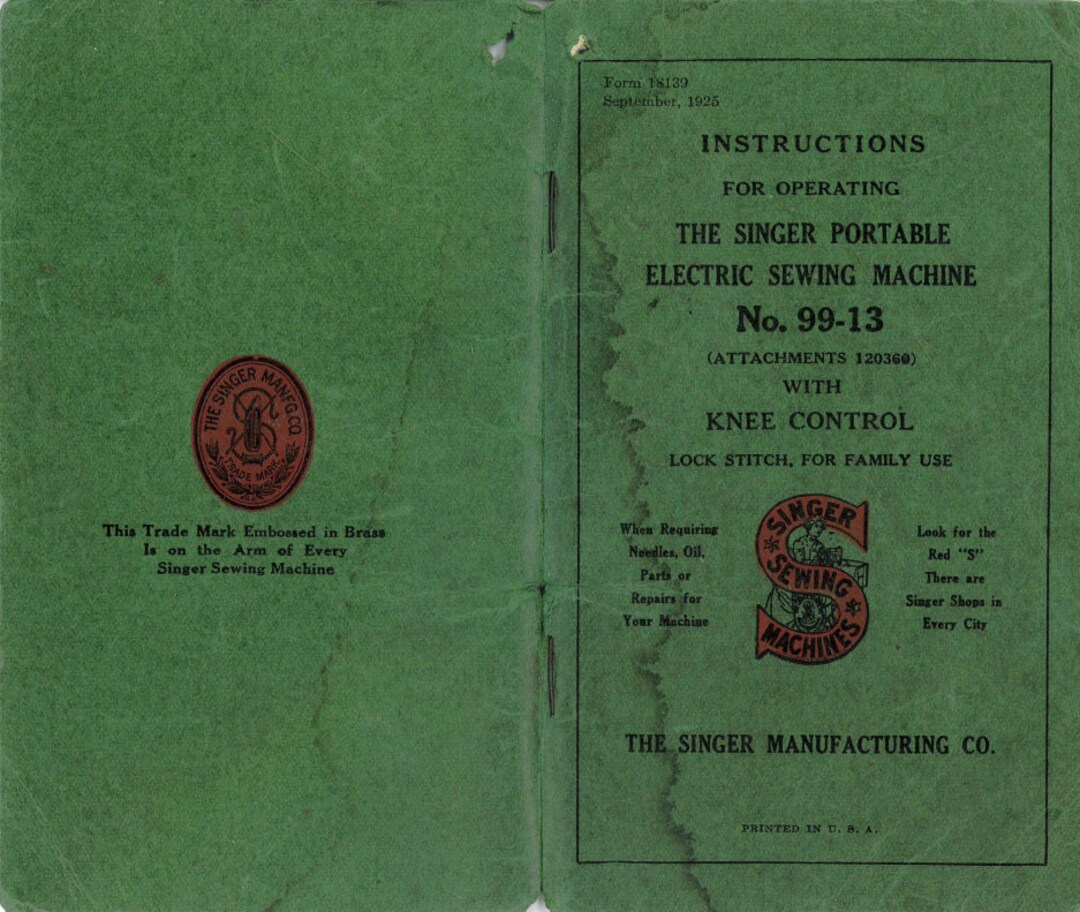 THE SINGER MANFG. CO.
TRADE MARK
This Trade Mark Embossed in Brass
Is on the Arm of Every
Singer Sewing Machine
Form 18139
September, 1925
INSTRUCTIONS
FOR OPERATING
THE SINGER PORTABLE
ELECTRIC SEWING MACHINE
No. 99-13
(ATTACHMENTS 120360)
WITH
KNEE CONTROL
LOCK STITCH, FOR FAMILY USE
When Requiring
Needles, Oil,
Parts or
Repairs for
Your Machine
SINGER
SEWING
MACHINES
Look for the
Red "S"
There are
Singer Shops in
Every City
THE SINGER MANUFACTURING CO.
PRINTED IN U. S. A.